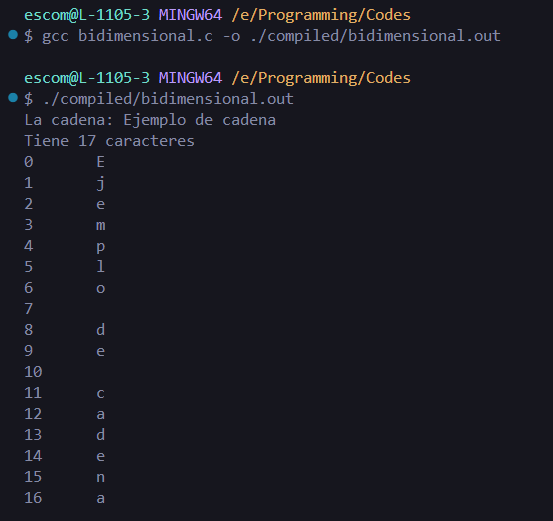 escom@L-1105-3 MINGW64 /e/Programming/Codes
$ gcc bidimensional.c -o ./compiled/bidimensional.out
escom@L-1105-3 MINGW64 /e/Programming/Codes
$ ./compiled/bidimensional.out
La cadena: Ejemplo de cadena
Tiene 17 caracteres
0 E
1 j
2 e
3 m
4 p
5 l
6 o
7
8 d
9 e
10
11 c
12 a
13 d
14 e
15 n
16 a